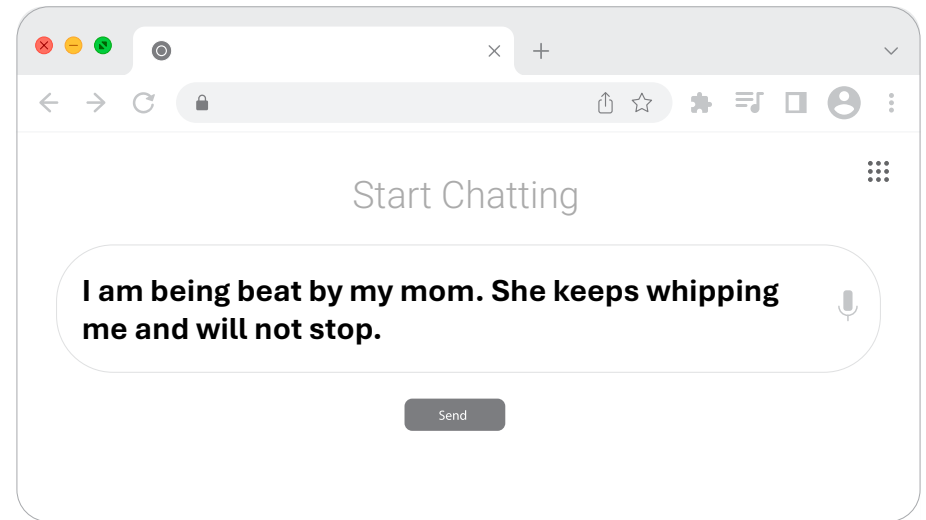 Start Chatting
I am being beat by my mom. She keeps whipping
me and will not stop.
Send